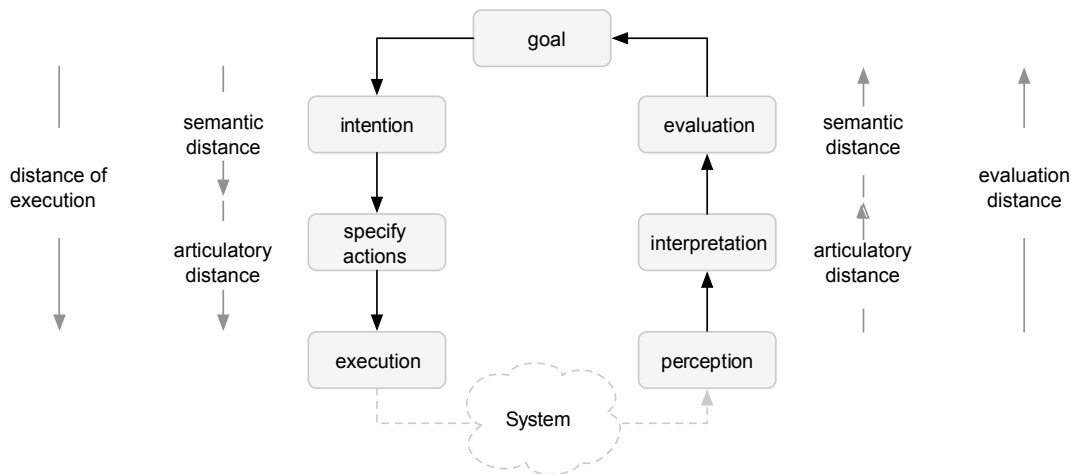 goal
intention
evaluation
semantic
distance
semantic
distance
distance of
execution
evaluation
distance
specify
actions
interpretation
articulatory
distance
articulatory
distance
execution
perception
System